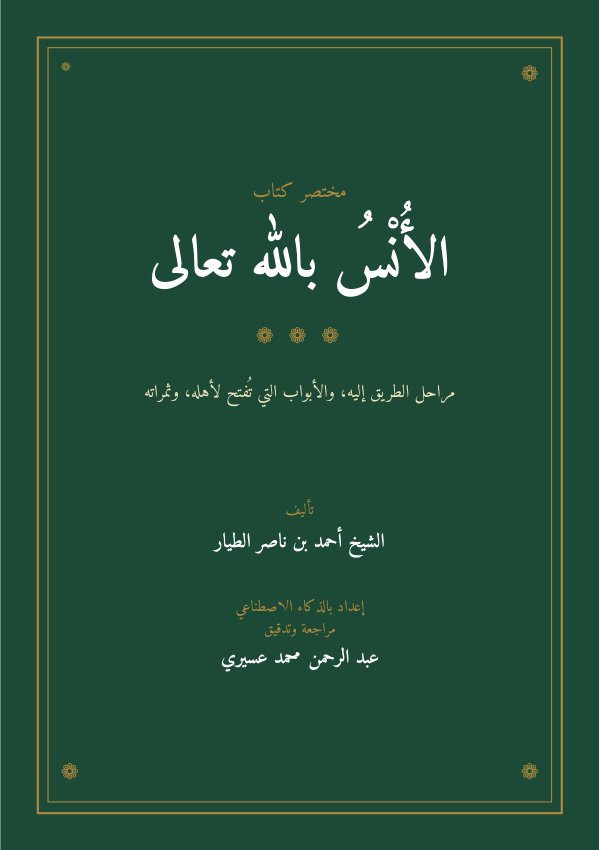 مختصر كتاب
الأُنْسُ بالله تعالى
مراحل الطريق إليه، والأبواب التي تُفتح لأهله، وثمراته
تأليف
الشيخ أحمد بن ناصر الطيار
إعداد بالذكاء الاصطناعي
مراجعة وتدقيق
عبد الرحمن محمد عسيري